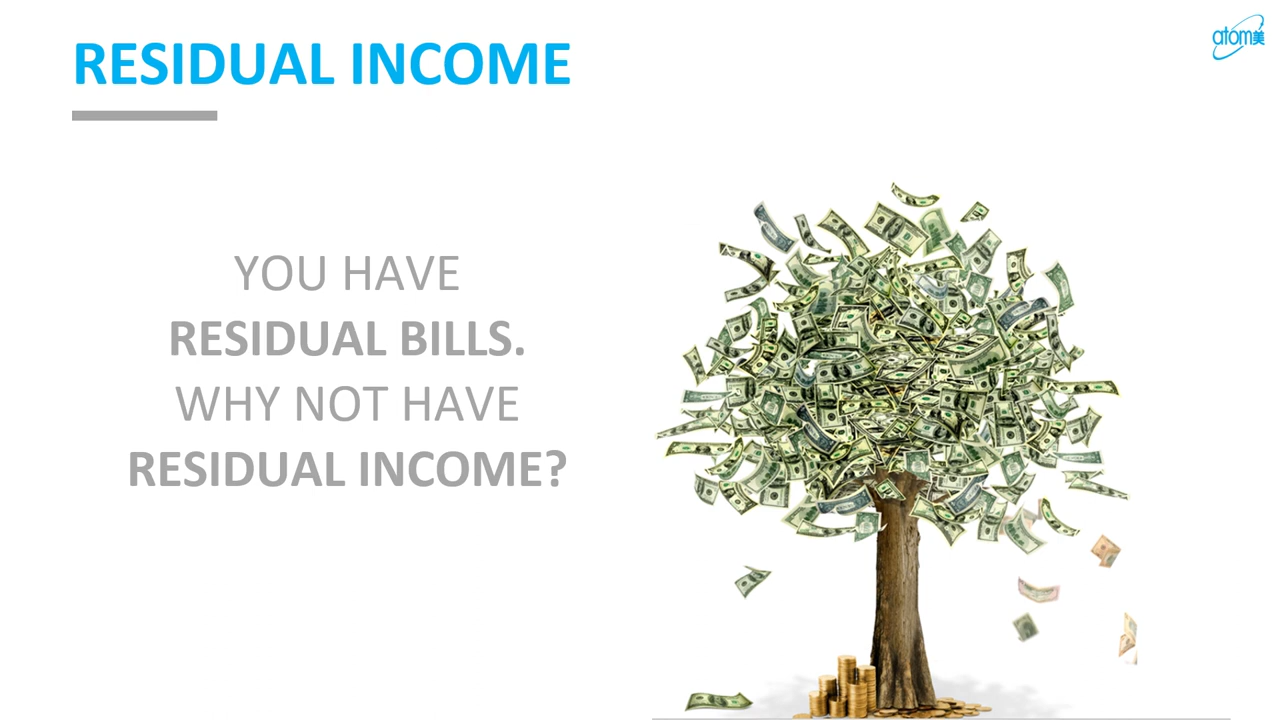 RESIDUAL INCOME
atom美
YOU HAVE
RESIDUAL BILLS.
WHY NOT HAVE
RESIDUAL INCOME?